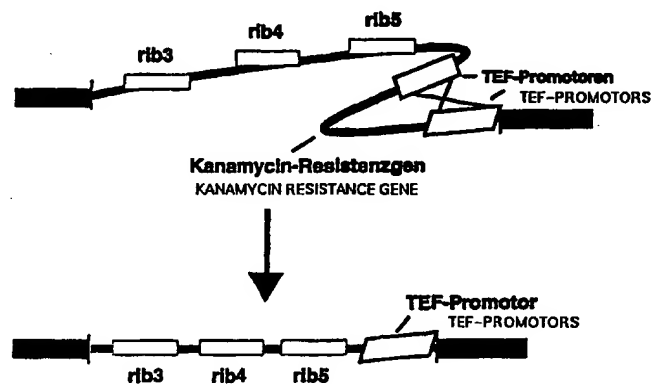 rib5
rib4
rib3
TEF-Promotoren
TEF-PROMOTORS
Kanamycin-Resistenzgen
KANAMYCIN RESISTANCE GENE
TEF-Promotor
TEF-PROMOTORS
rib3 rib4 rib5